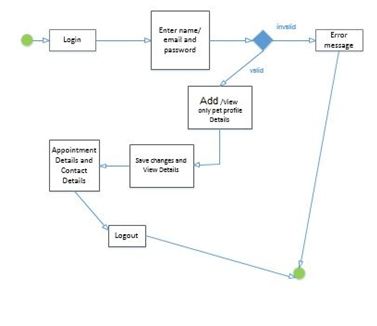 Login
Enter name/
email and
password
invalid
Error
message
valid
Add /View
only pet profile
Details
Save changes and
View Details
Appointment
Details and
Contact
Details
Logout